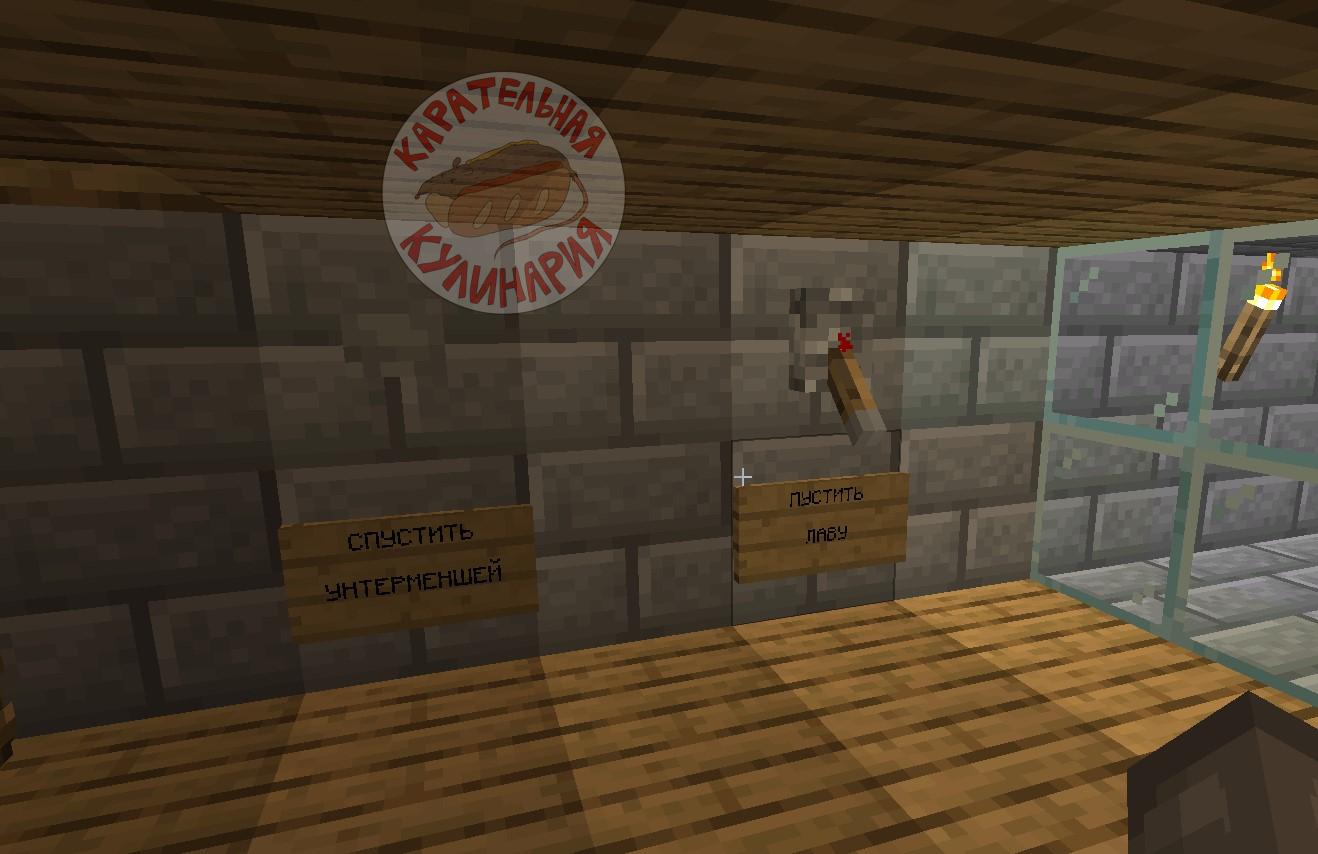 КАРАТЕЛЬНАЯ
КУЛИНАРИЯ
СПУСТИТЬ
УНТЕРМЕНШЕЙ
ПУСТИТЬ
ЛАВУ